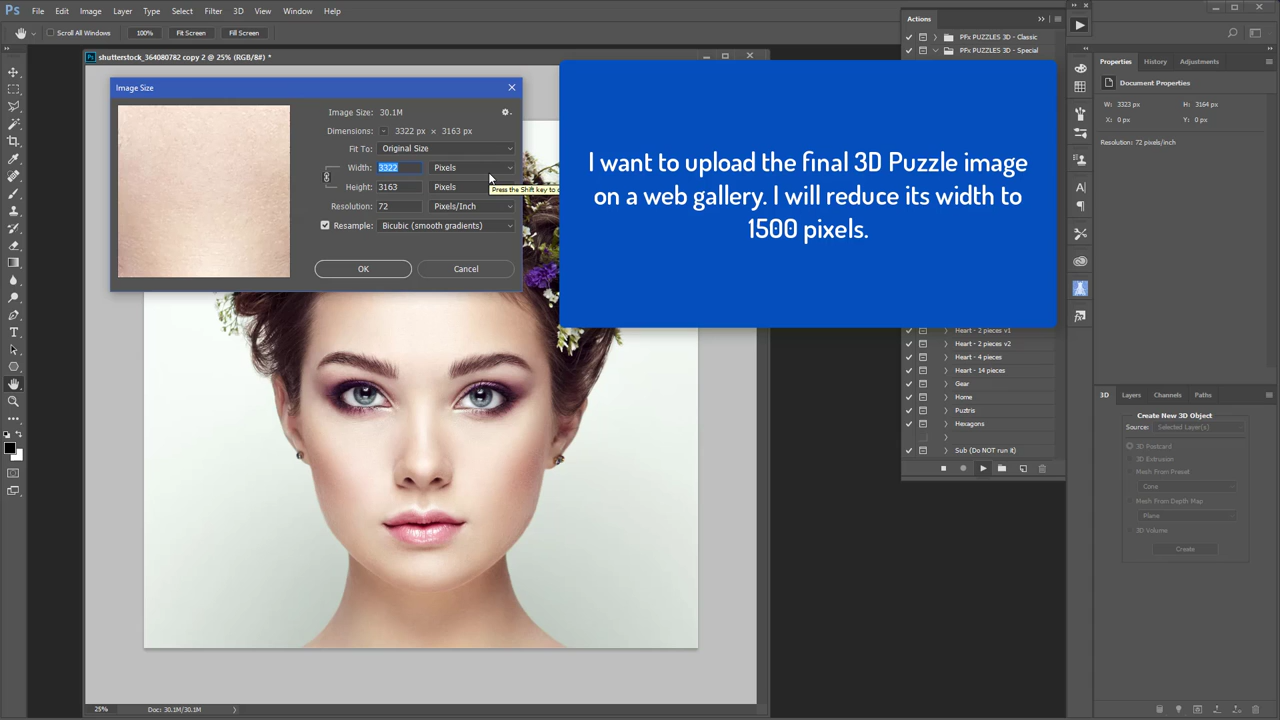 Ps File Edit Image Layer Type Select Filter 3D View Window Help
Scroll All Windows 100% Fit Screen Fill Screen
shutterstock_364080782 copy 2 @ 25% (RGB/8#) *
Image Size
Image Size: 30.1M
Dimensions: 3322 px × 3163 px
Fit To: Original Size
Width: 3322 Pixels
Height: 3163 Pixels
Press the Shift key to
Resolution: 72 Pixels/Inch
Resample: Bicubic (smooth gradients)
OK Cancel
I want to upload the final 3D Puzzle image
on a web gallery. I will reduce its width to
1500 pixels.
Actions
PFx PUZZLES 3D - Classic
PFx PUZZLES 3D - Special
Heart - 2 pieces v1
Heart - 2 pieces v2
Heart - 4 pieces
Heart - 14 pieces
Gear
Home
Puztris
Hexagons
Sub (Do NOT run it)
Properties History Adjustments
Document Properties
W: 3323 px H: 3164 px
X: 0 px Y: 0 px
Resolution: 72 pixels/inch
3D Layers Channels Paths
Create New 3D Object
Source: Selected Layer(s)
3D Postcard
3D Extrusion
Mesh From Preset
Cone
Mesh From Depth Map
Plane
3D Volume
Create
25% Doc: 30.1M/30.1M